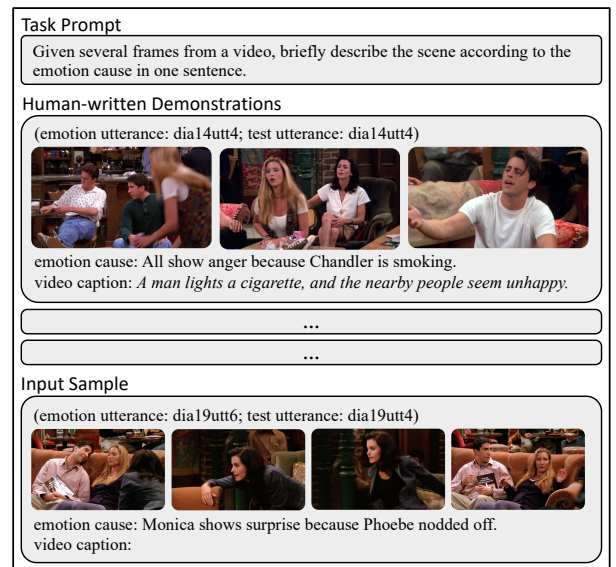 Task Prompt
Given several frames from a video, briefly describe the scene according to the
emotion cause in one sentence.
Human-written Demonstrations
(emotion utterance: dia14utt4; test utterance: dia14utt4)
emotion cause: All show anger because Chandler is smoking.
video caption: A man lights a cigarette, and the nearby people seem unhappy.
...
...
Input Sample
(emotion utterance: dia19utt6; test utterance: dia19utt4)
emotion cause: Monica shows surprise because Phoebe nodded off.
video caption: